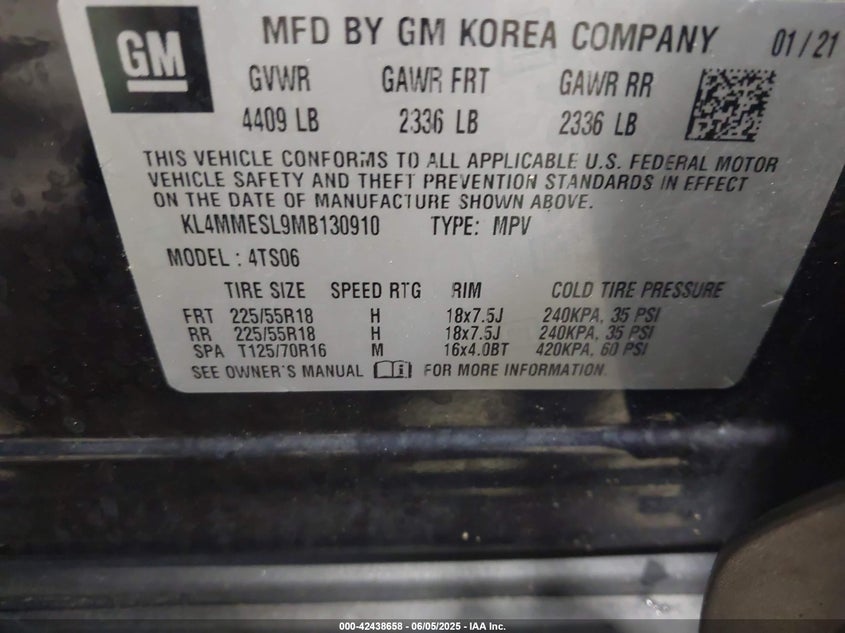 GM MFD BY GM KOREA COMPANY 01/21
GVWR GAWR FRT GAWR RR
4409 LB 2336 LB 2336 LB
THIS VEHICLE CONFORMS TO ALL APPLICABLE U.S. FEDERAL MOTOR
VEHICLE SAFETY AND THEFT PREVENTION STANDARDS IN EFFECT
ON THE DATE OF MANUFACTURE SHOWN ABOVE.
KL4MMESL9MB130910 TYPE: MPV
MODEL : 4TS06
TIRE SIZE SPEED RTG RIM COLD TIRE PRESSURE
FRT 225/55R18 H 18x7.5J 240KPA, 35 PSI
RR 225/55R18 H 18x7.5J 240KPA, 35 PSI
SPA T125/70R16 M 16x4.0BT 420KPA, 60 PSI
SEE OWNER'S MANUAL FOR MORE INFORMATION.
000-42438658 - 06/05/2025 - IAA Inc.